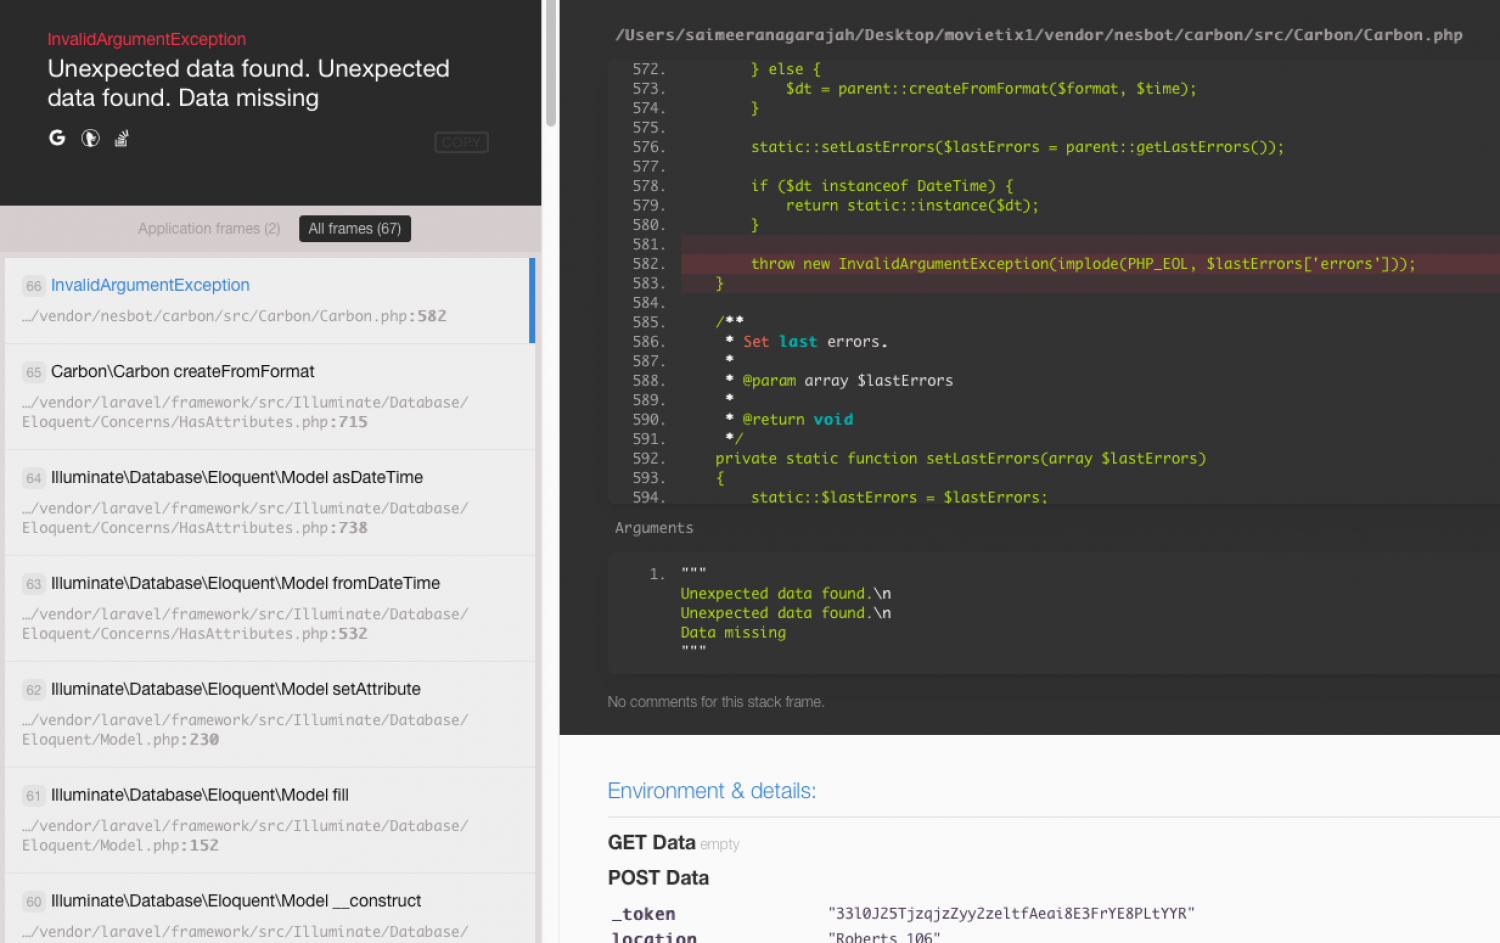 InvalidArgumentException
Unexpected data found. Unexpected
data found. Data missing
G
COPY
Application frames (2)
All frames (67)
66 InvalidArgumentException
…/vendor/nesbot/carbon/src/Carbon/Carbon.php:582
65 Carbon\Carbon createFromFormat
…/vendor/laravel/framework/src/Illuminate/Database/
Eloquent/Concerns/HasAttributes.php:715
64 Illuminate\Database\Eloquent\Model asDateTime
…/vendor/laravel/framework/src/Illuminate/Database/
Eloquent/Concerns/HasAttributes.php:738
63 Illuminate\Database\Eloquent\Model fromDateTime
…/vendor/laravel/framework/src/Illuminate/Database/
Eloquent/Concerns/HasAttributes.php:532
62 Illuminate\Database\Eloquent\Model setAttribute
…/vendor/laravel/framework/src/Illuminate/Database/
Eloquent/Model.php:230
61 Illuminate\Database\Eloquent\Model fill
…/vendor/laravel/framework/src/Illuminate/Database/
Eloquent/Model.php:152
60 Illuminate\Database\Eloquent\Model __construct
…/vendor/laravel/framework/src/Illuminate/Database/
/Users/saimeeranagarajah/Desktop/movietix1/vendor/nesbot/carbon/src/Carbon/Carbon.php
572. } else {
573. $dt = parent::createFromFormat($format, $time);
574. }
575.
576. static::setLastErrors($lastErrors = parent::getLastErrors());
577.
578. if ($dt instanceof DateTime) {
579. return static::instance($dt);
580. }
581.
582. throw new InvalidArgumentException(implode(PHP_EOL, $lastErrors['errors']));
583. }
584.
585. /**
586. * Set last errors.
587. *
588. * @param array $lastErrors
589. *
590. * @return void
591. */
592. private static function setLastErrors(array $lastErrors)
593. {
594. static::$lastErrors = $lastErrors;
Arguments
1. """
Unexpected data found.\n
Unexpected data found.\n
Data missing
"""
No comments for this stack frame.
Environment & details:
GET Data empty
POST Data
_token "33l0J25TjzqjzZyy2zeltfAeai8E3FrYE8PLtYYR"
location "Roberts 106"